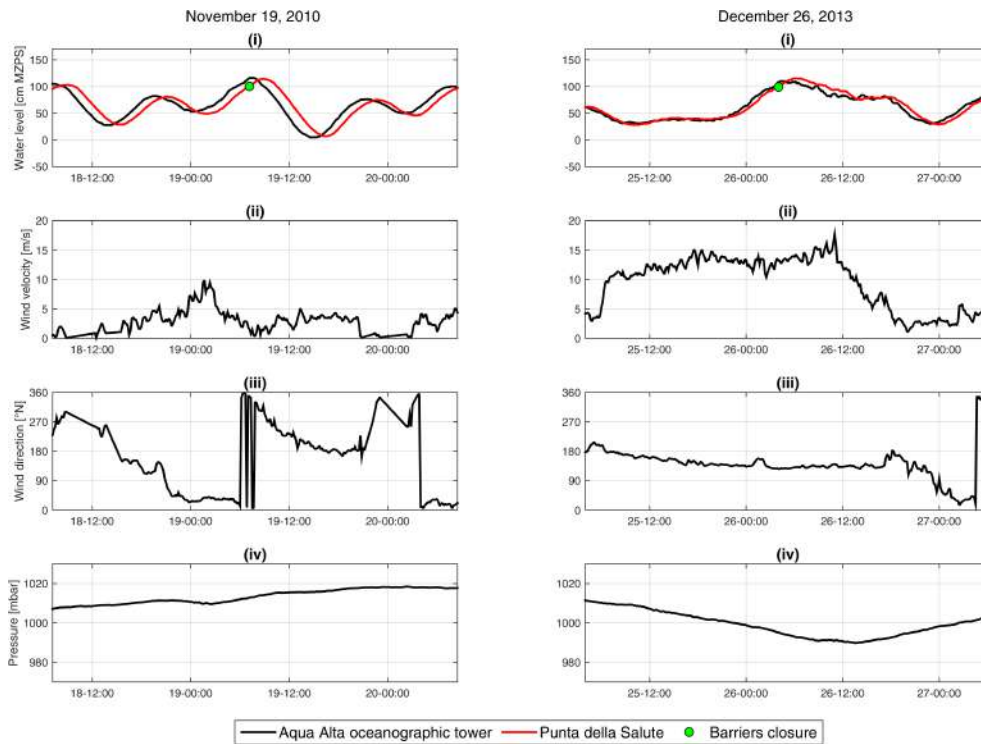 November 19, 2010
December 26, 2013
(i)
(i)
Water level [cm MZPS]
150
100
50
0
-50
18-12:00 19-00:00 19-12:00 20-00:00
150
100
50
0
-50
25-12:00 26-00:00 26-12:00 27-00:00
(ii)
(ii)
Wind velocity [m/s]
20
15
10
5
0
18-12:00 19-00:00 19-12:00 20-00:00
20
15
10
5
0
25-12:00 26-00:00 26-12:00 27-00:00
(iii)
(iii)
Wind direction [°N]
360
270
180
90
0
18-12:00 19-00:00 19-12:00 20-00:00
360
270
180
90
0
25-12:00 26-00:00 26-12:00 27-00:00
(iv)
(iv)
Pressure [mbar]
1020
1000
980
18-12:00 19-00:00 19-12:00 20-00:00
1020
1000
980
25-12:00 26-00:00 26-12:00 27-00:00
Aqua Alta oceanographic tower Punta della Salute Barriers closure